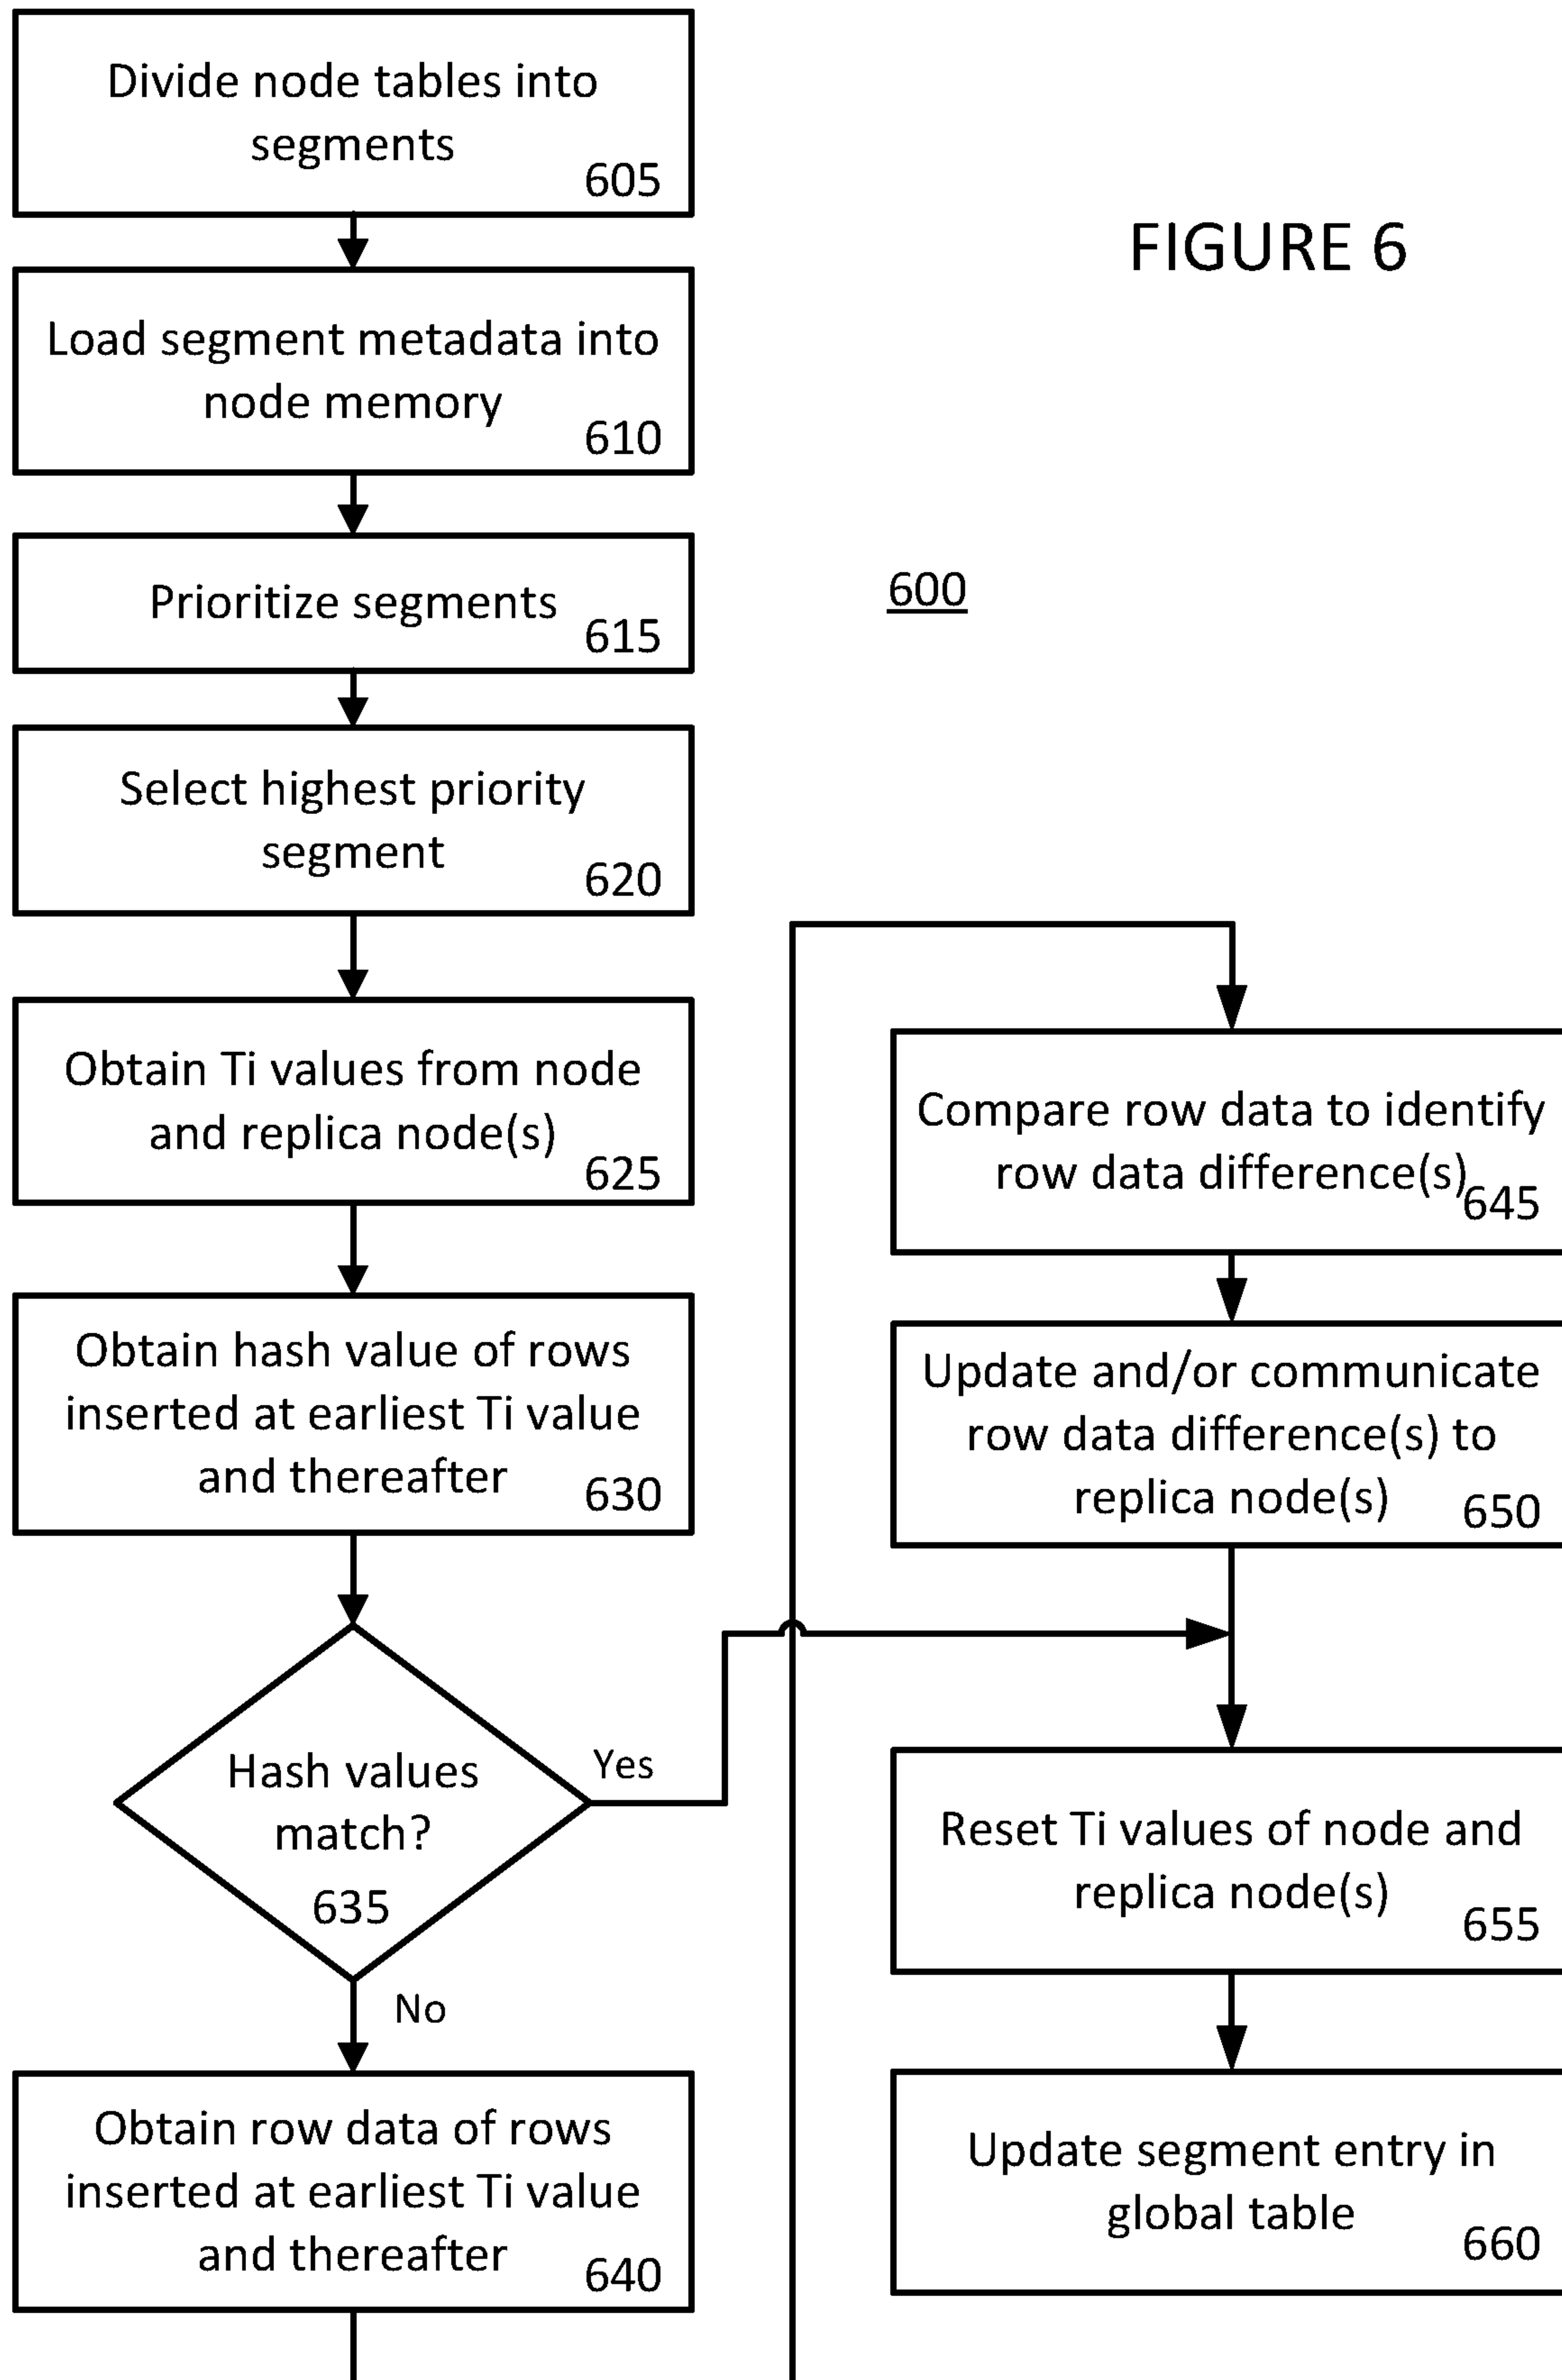 Divide node tables into
segments
605
FIGURE 6
Load segment metadata into
node memory
610
Prioritize segments
615
600
Select highest priority
segment
620
Obtain Ti values from node
and replica node(s)
625
Obtain hash value of rows
inserted at earliest Ti value
and thereafter
630
Hash values
match?
635
Yes
No
Obtain row data of rows
inserted at earliest Ti value
and thereafter
640
Compare row data to identify
row data difference(s)
645
Update and/or communicate
row data difference(s) to
replica node(s)
650
Reset Ti values of node and
replica node(s)
655
Update segment entry in
global table
660